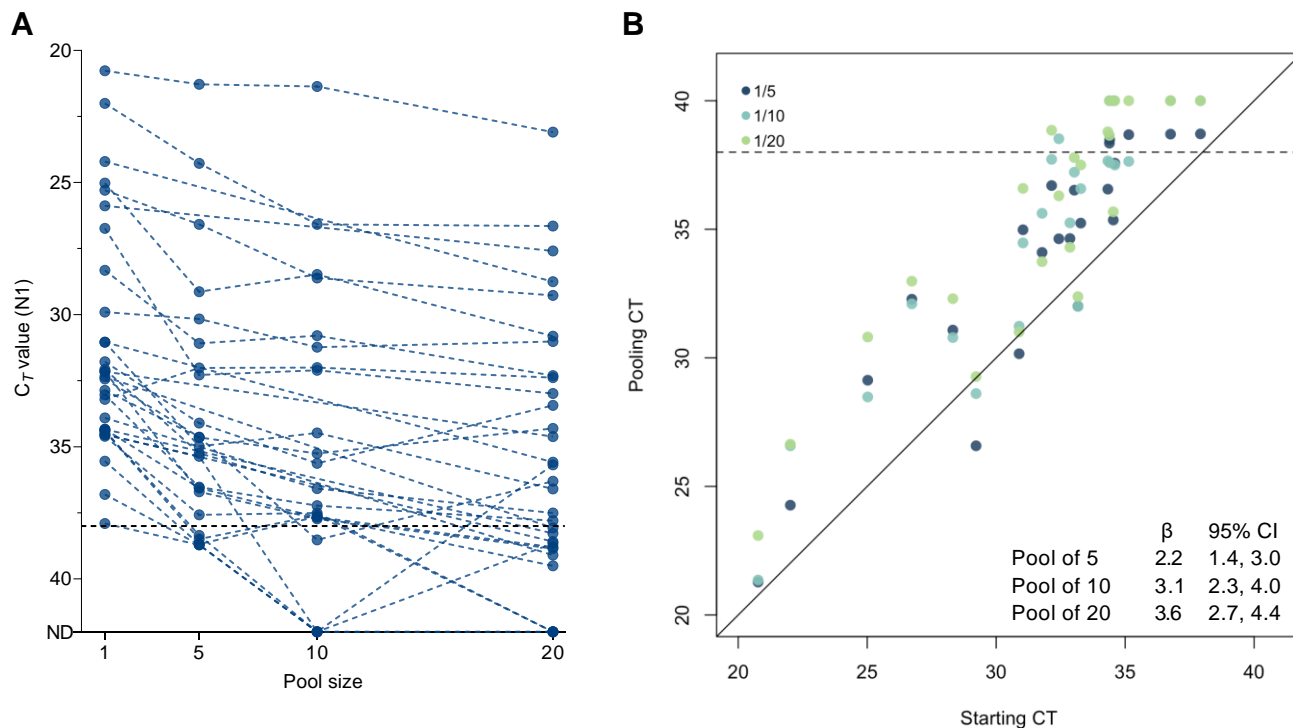 A
20
25
30
35
40
ND
1
5
10
20
CT value (N1)
Pool size
B
1/5
1/10
1/20
40
35
30
25
20
20
25
30
35
40
Pooling CT
Starting CT
β 95% CI
Pool of 5 2.2 1.4, 3.0
Pool of 10 3.1 2.3, 4.0
Pool of 20 3.6 2.7, 4.4